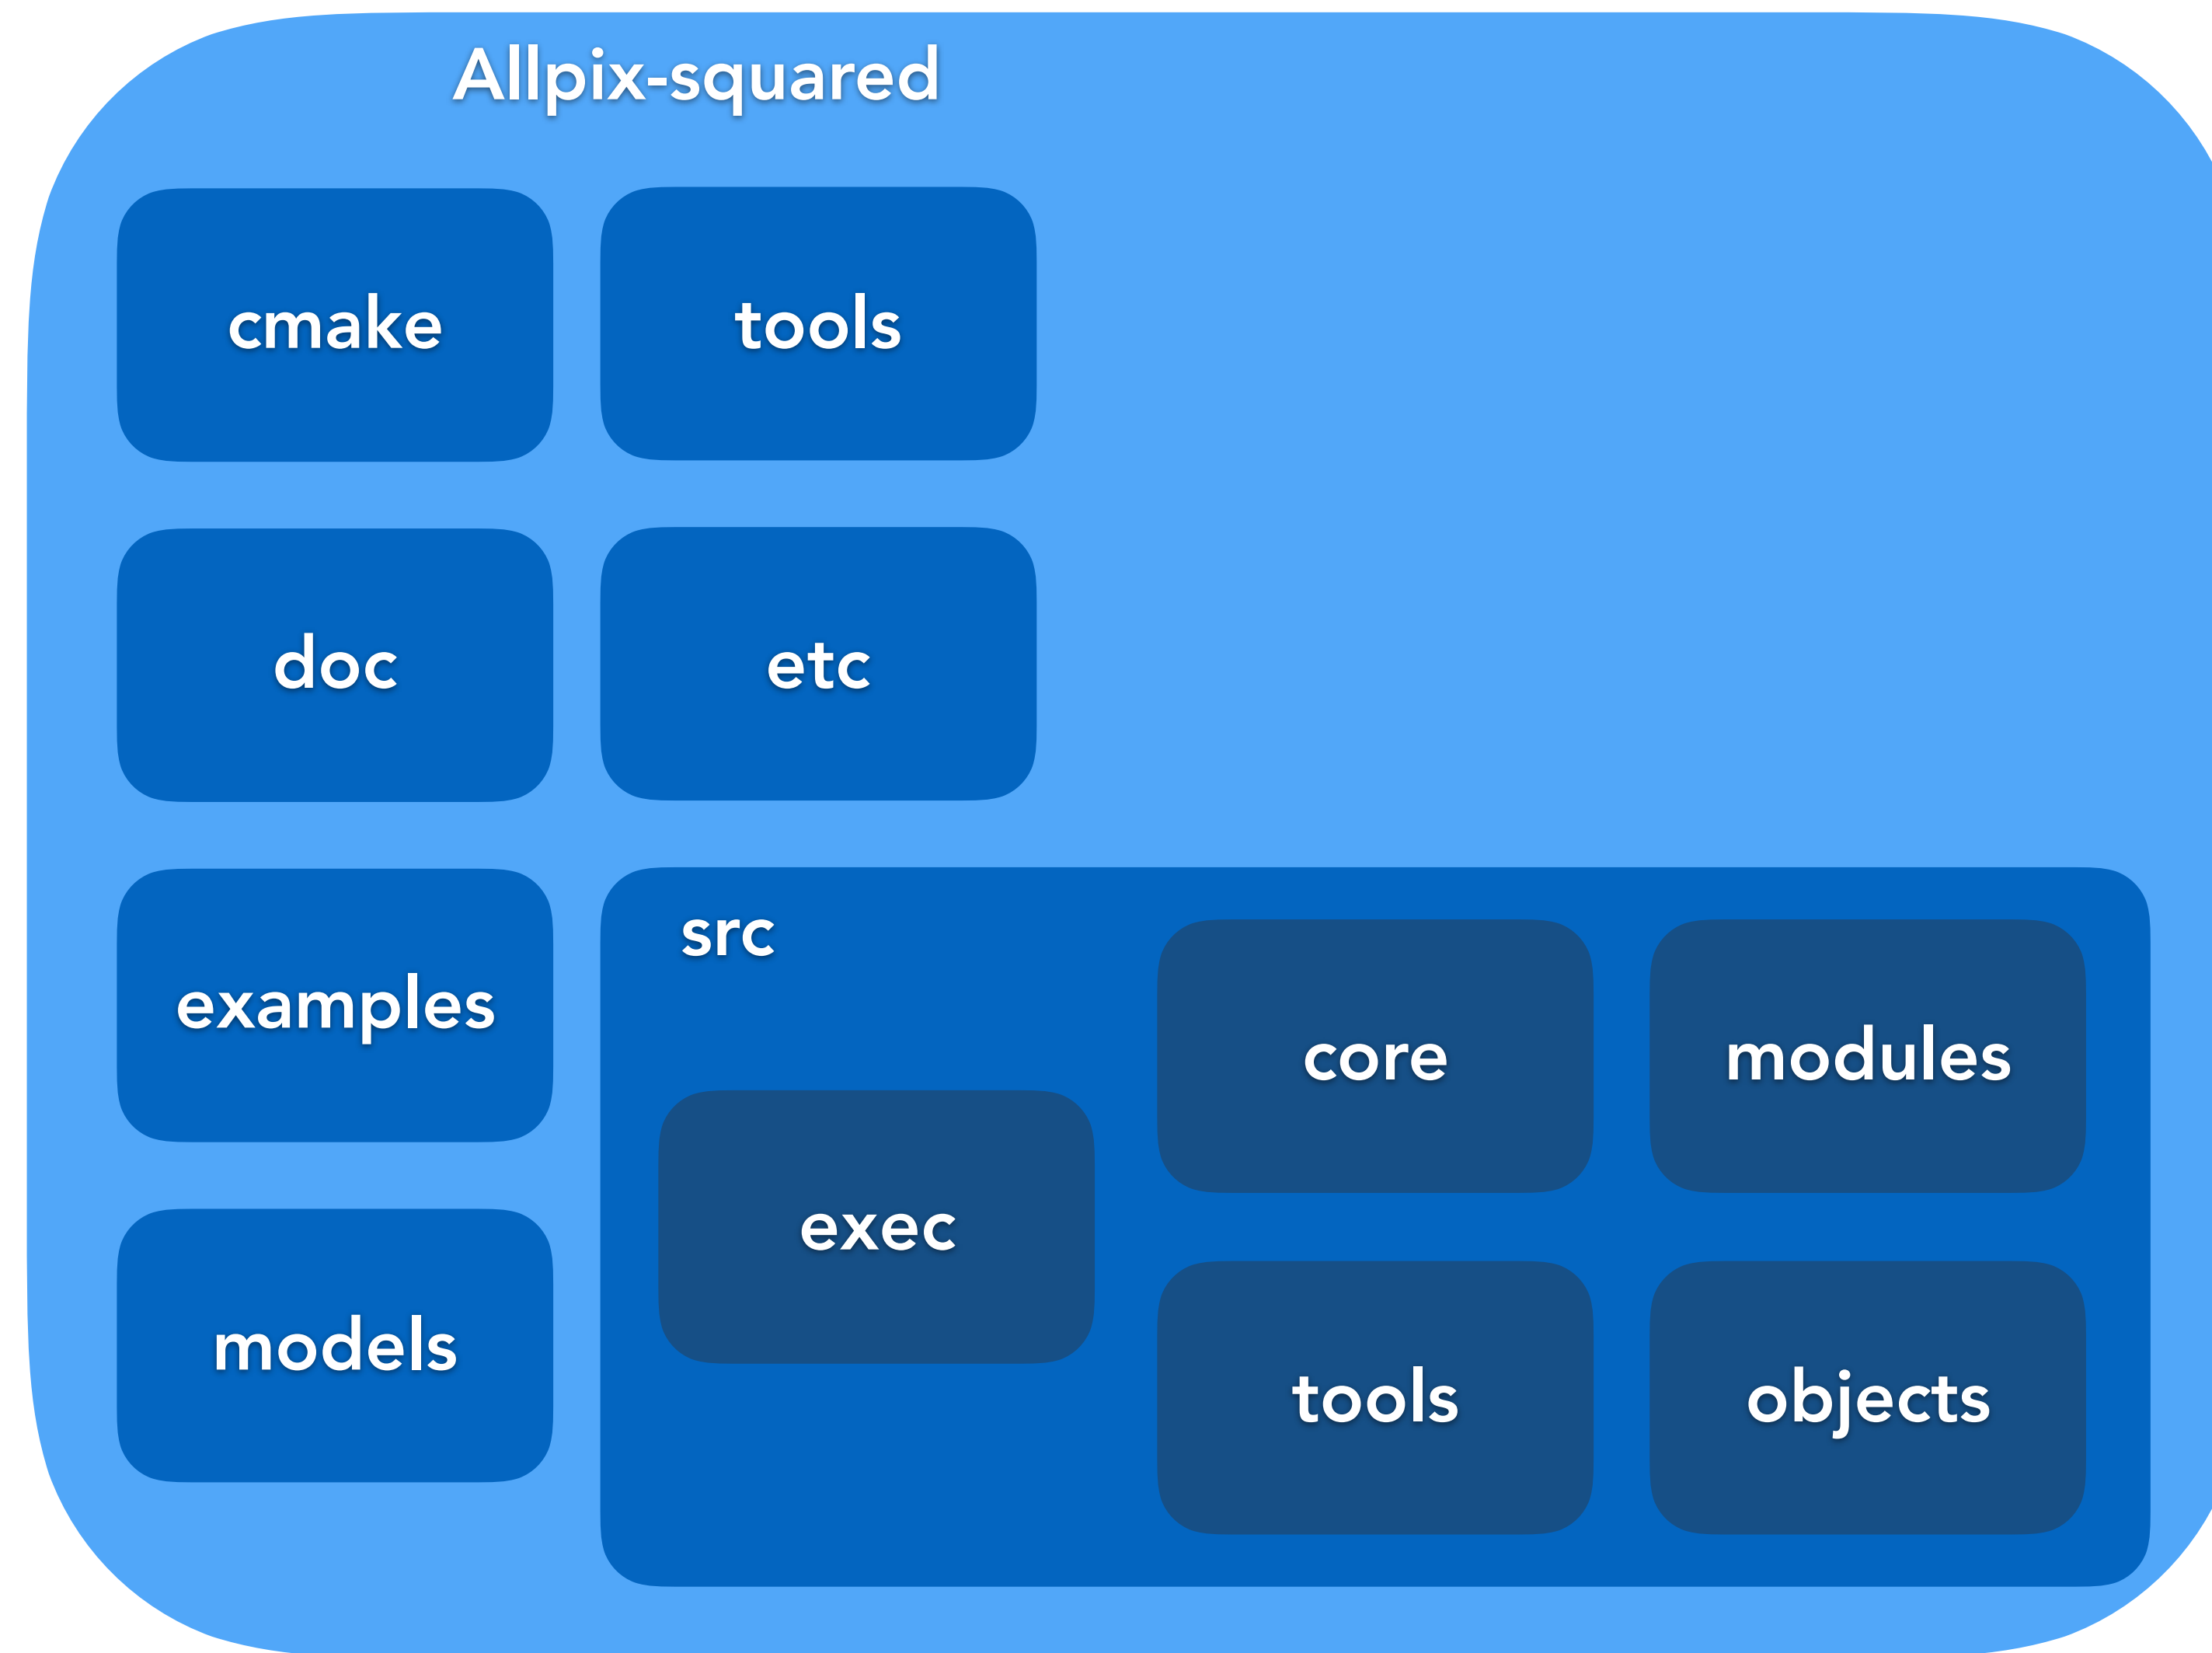 Allpix-squared
cmake
tools
doc
etc
examples
models
src
exec
core
modules
tools
objects